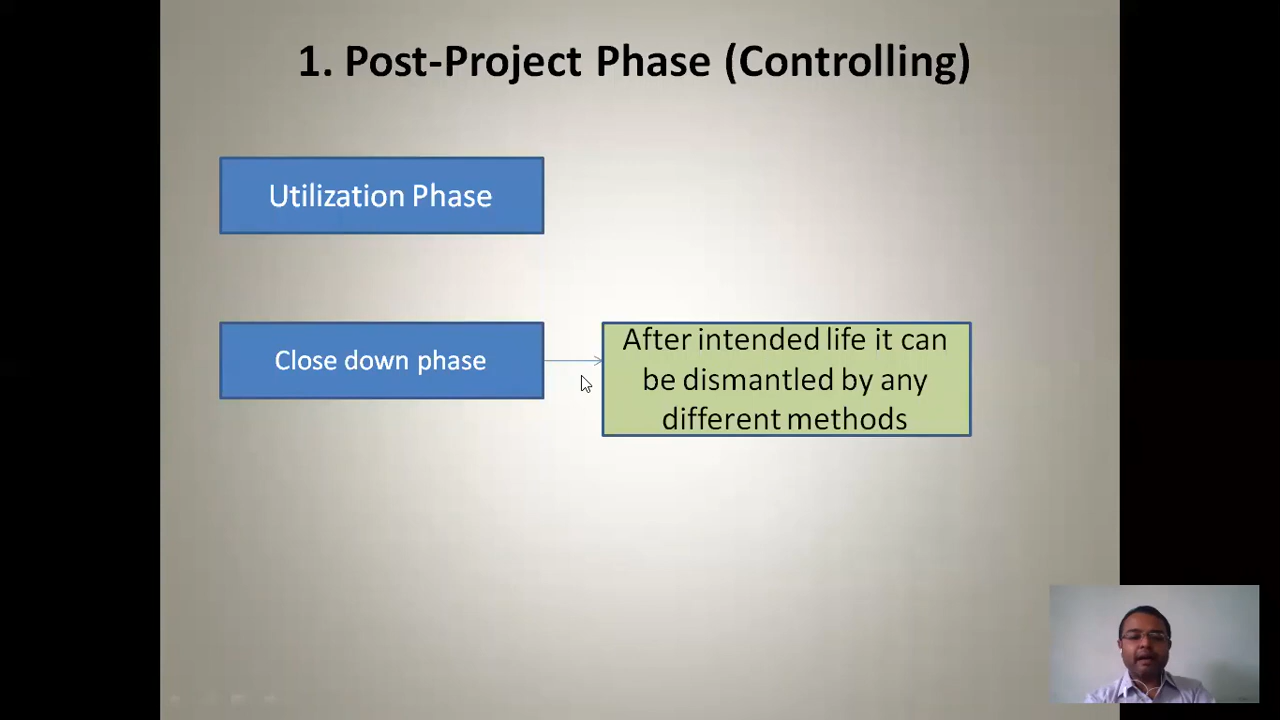 1. Post-Project Phase (Controlling)
Utilization Phase
Close down phase
After intended life it can
be dismantled by any
different methods